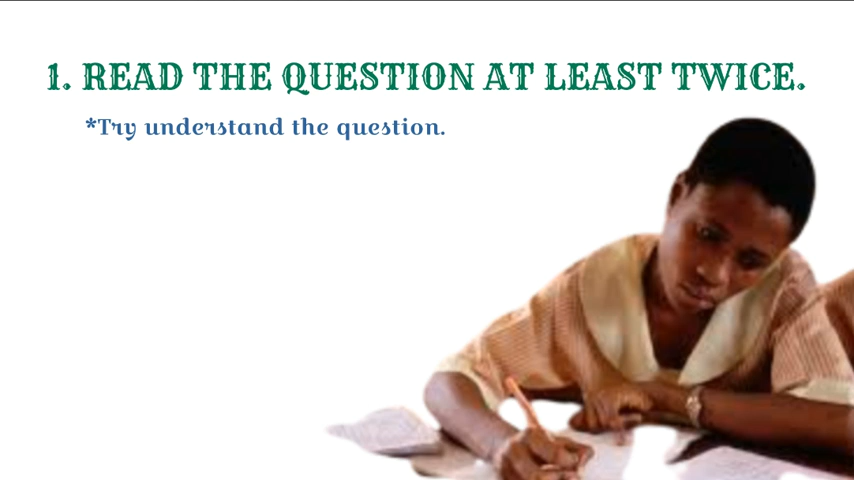 1. READ THE QUESTION AT LEAST TWICE.
*Try understand the question.